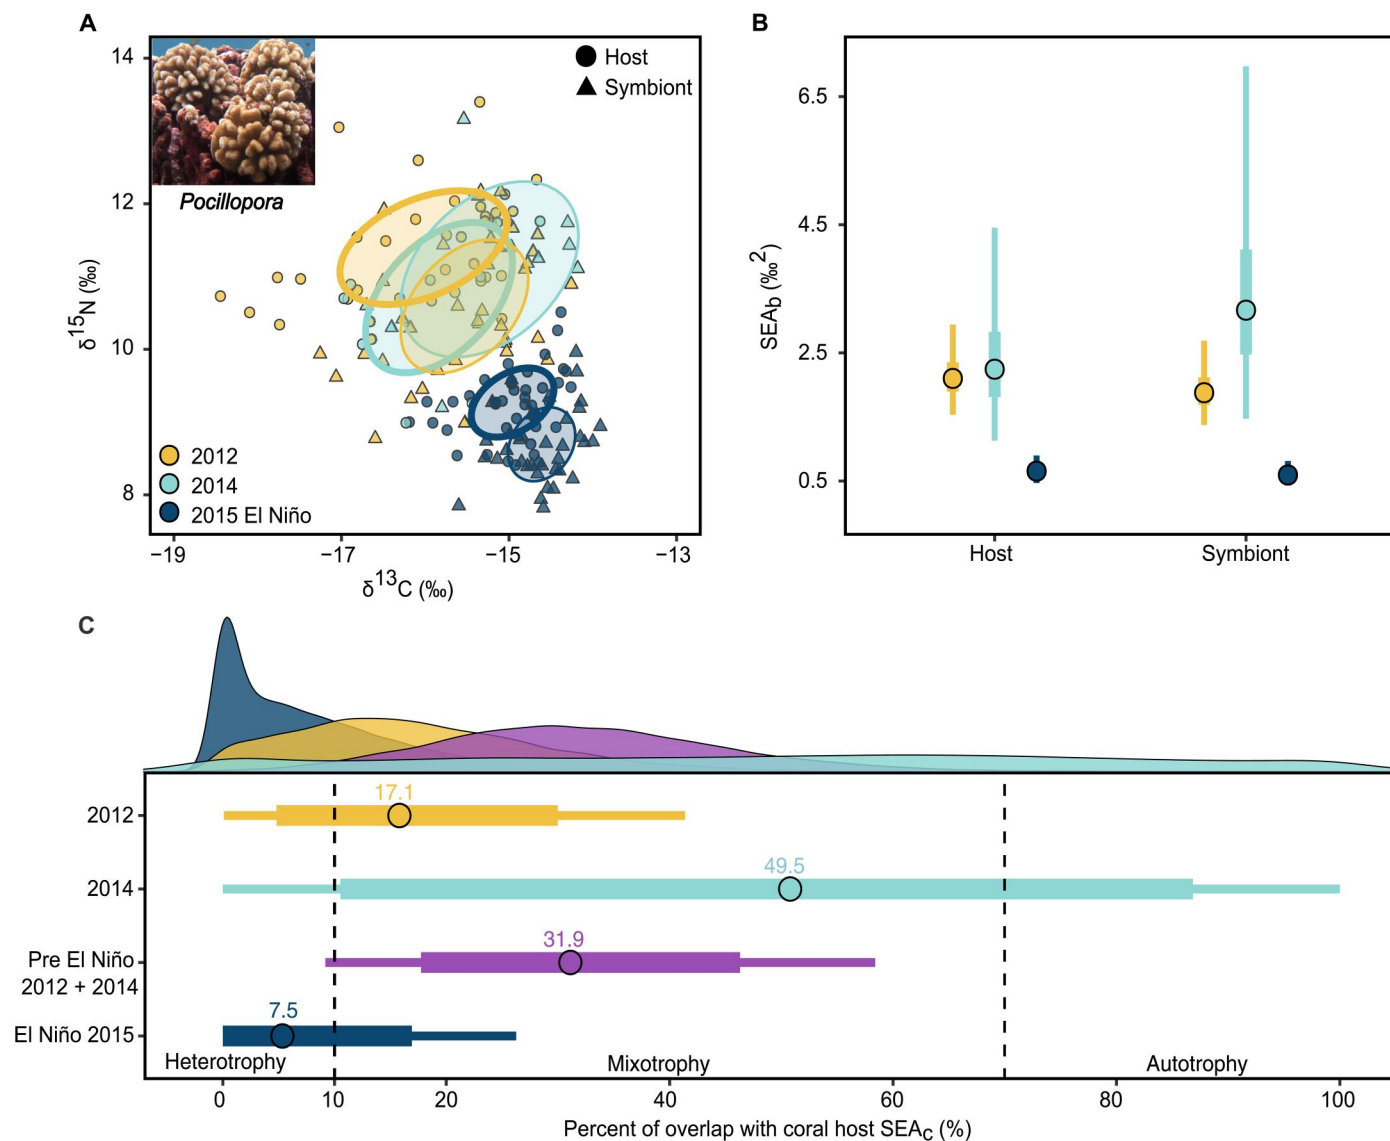 A
14
12
10
8
δ15N (‰)
Pocillopora
Host
Symbiont
2012
2014
2015 El Niño
−19
−17
−15
−13
δ13C (‰)
B
6.5
4.5
2.5
0.5
SEAb (‰2)
Host
Symbiont
C
2012
2014
Pre El Niño
2012 + 2014
El Niño 2015
17.1
49.5
31.9
7.5
Heterotrophy
Mixotrophy
Autotrophy
0
10
20
40
60
80
100
Percent of overlap with coral host SEAc (%)